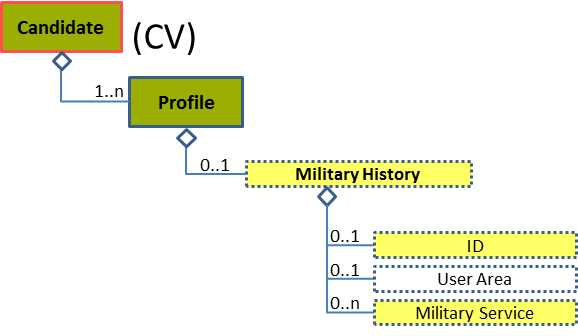 Candidate (CV)
1..n
Profile
0..1
Military History
0..1
ID
0..1
User Area
0..n
Military Service